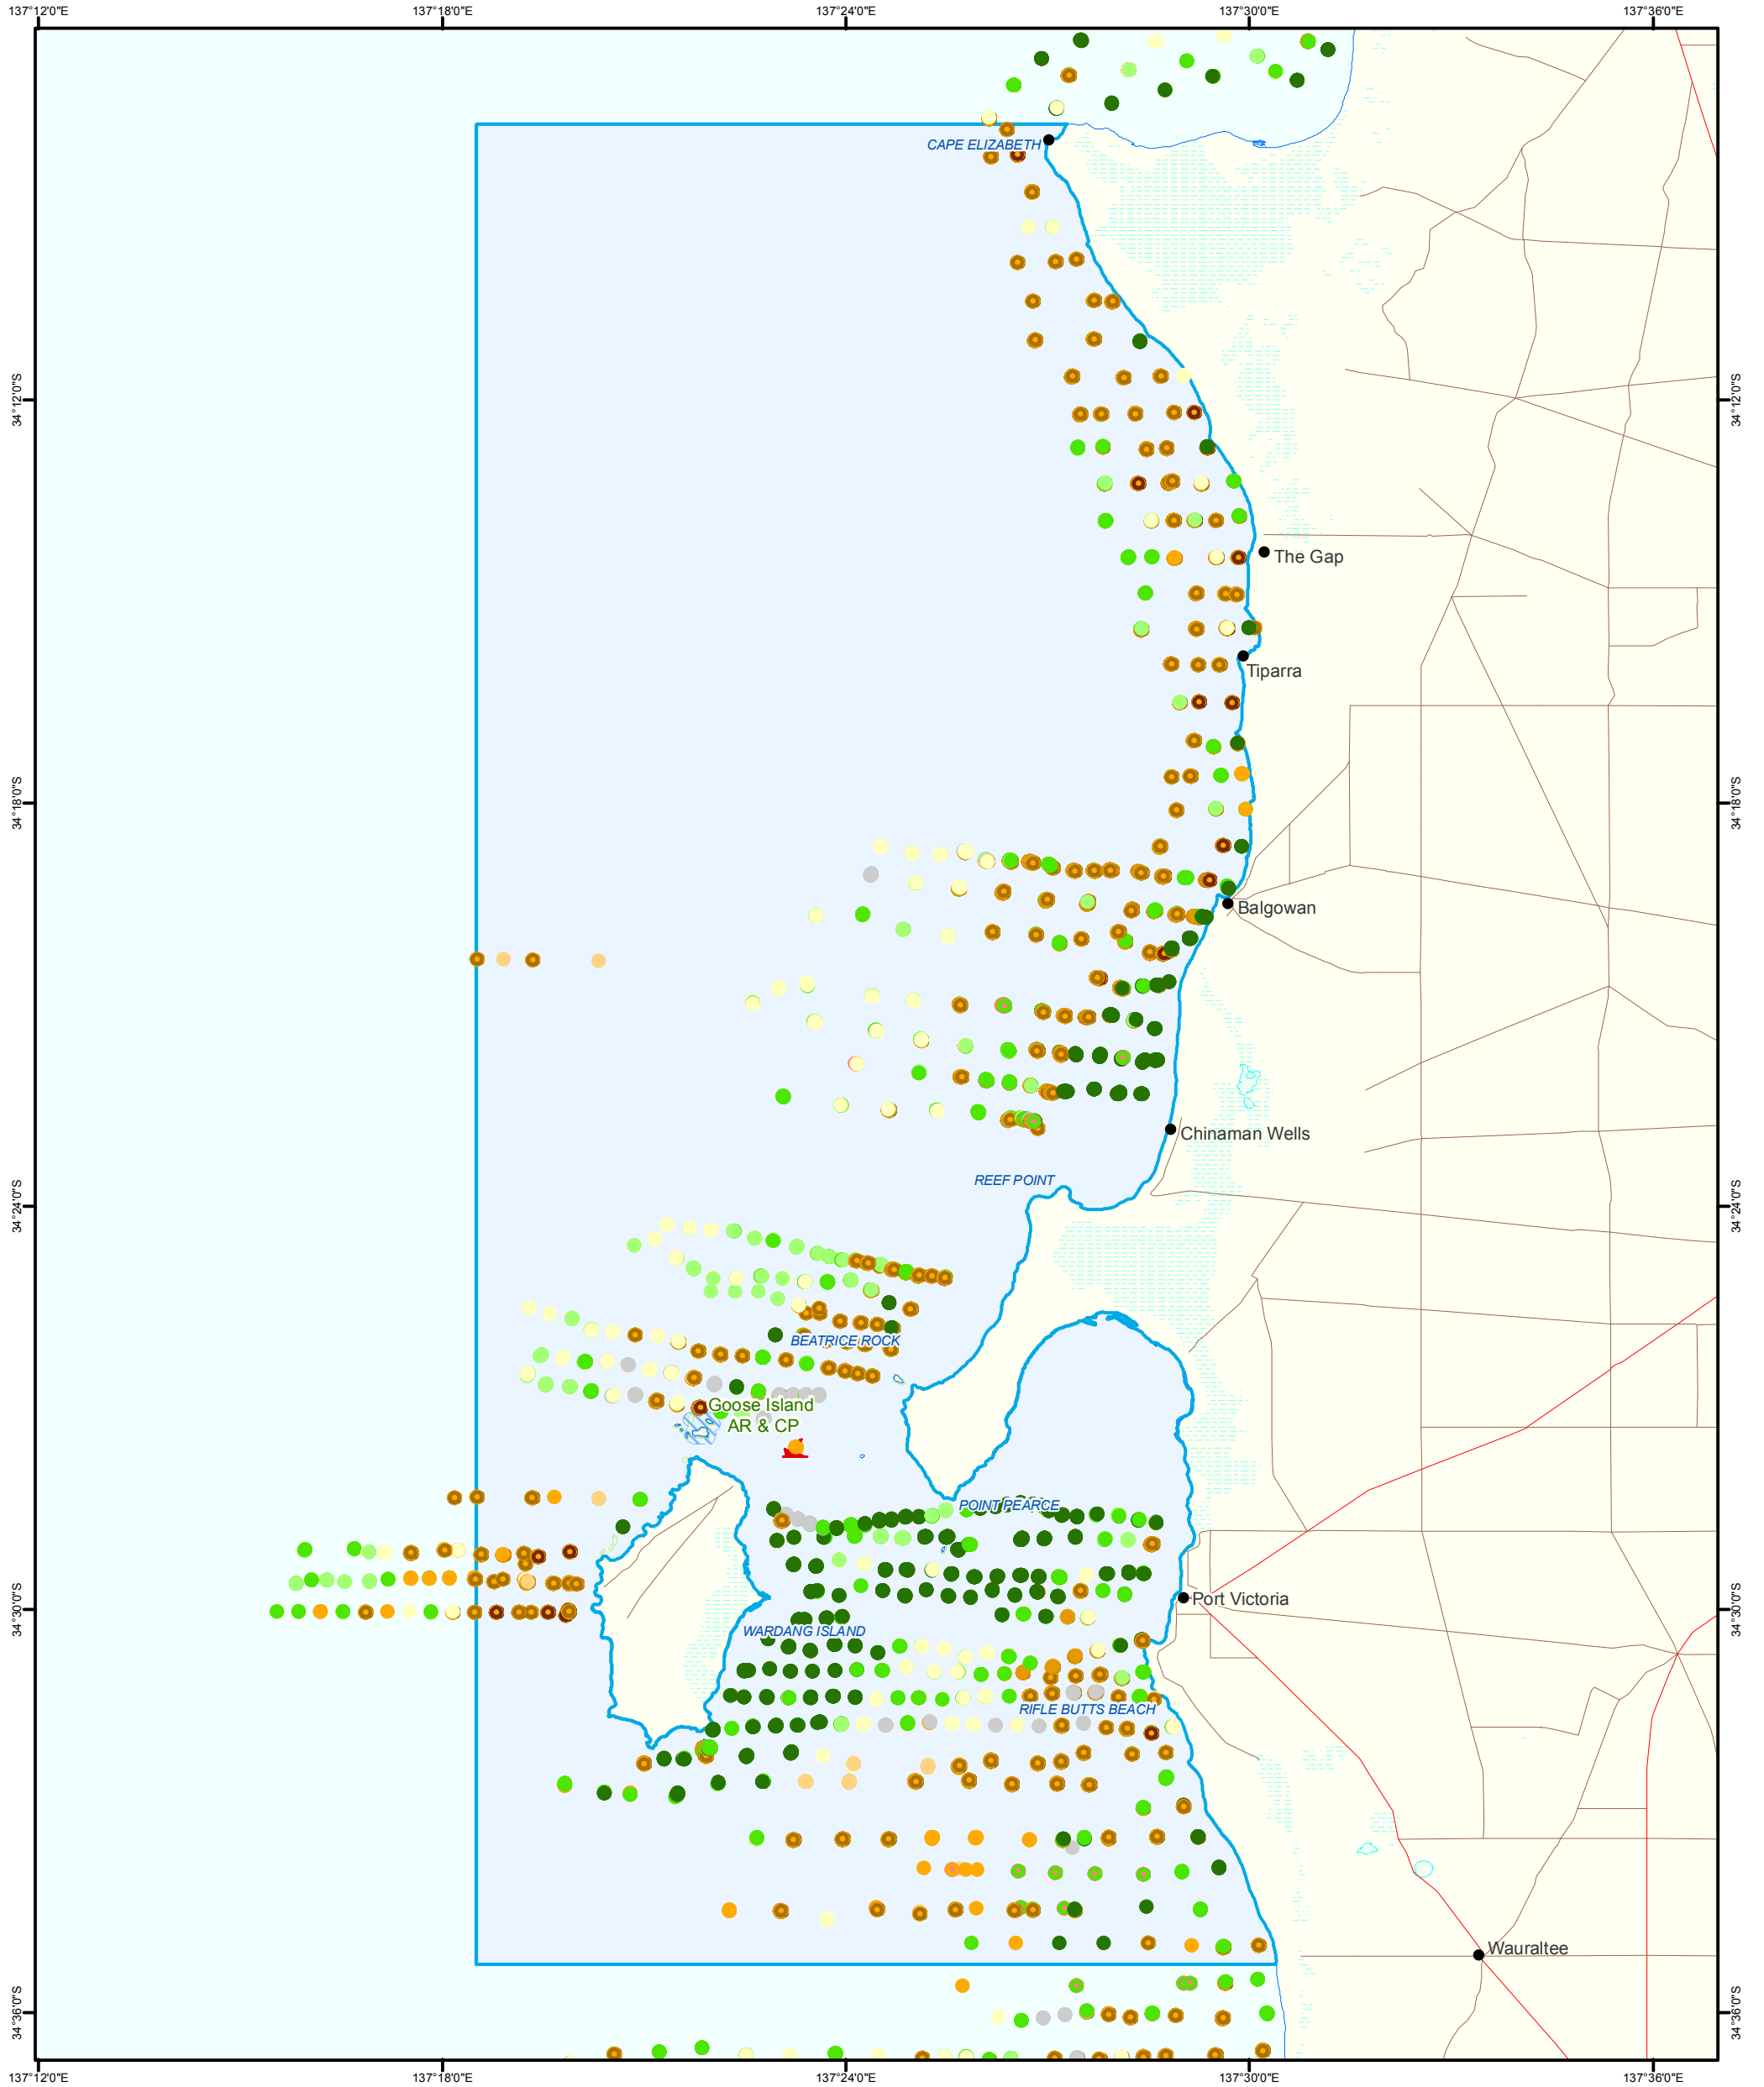 137°12'0"E
137°18'0"E
137°24'0"E
137°30'0"E
137°36'0"E
CAPE ELIZABETH
34°12'0"S
34°12'0"S
The Gap
Tiparra
34°18'0"S
34°18'0"S
Balgowan
Chinaman Wells
REEF POINT
34°24'0"S
34°24'0"S
BEATRICE ROCK
Goose Island
AR & CP
POINT PEARCE
Port Victoria
34°30'0"S
34°30'0"S
WARDANG ISLAND
RIFLE BUTTS BEACH
Wauraltee
34°36'0"S
34°36'0"S
137°12'0"E
137°18'0"E
137°24'0"E
137°30'0"E
137°36'0"E